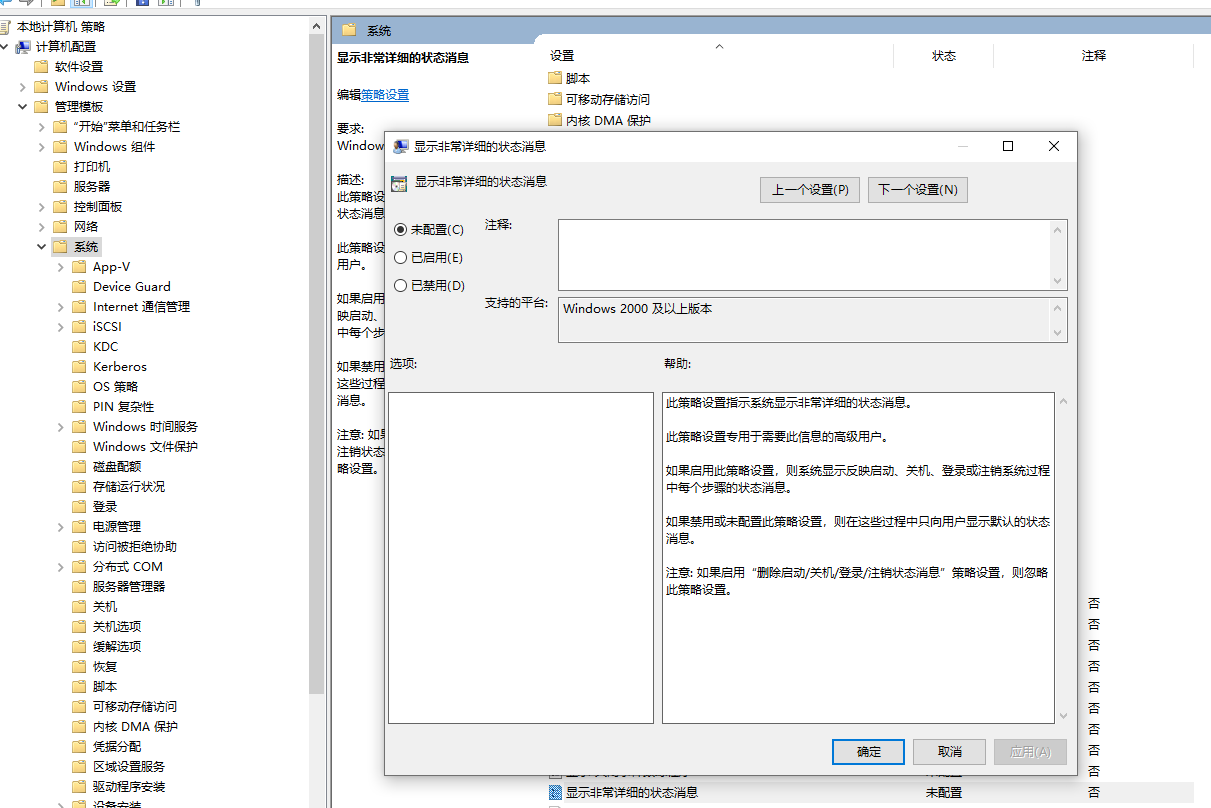 本地计算机 策略
计算机配置
软件设置
Windows 设置
管理模板
“开始”菜单和任务栏
Windows 组件
打印机
服务器
控制面板
网络
系统
App-V
Device Guard
Internet 通信管理
iSCSI
KDC
Kerberos
OS 策略
PIN 复杂性
Windows 时间服务
Windows 文件保护
磁盘配额
存储运行状况
登录
电源管理
访问被拒绝协助
分布式 COM
服务器管理器
关机
关机选项
缓解选项
恢复
脚本
可移动存储访问
内核 DMA 保护
凭据分配
区域设置服务
驱动程序安装
设备安装
系统
显示非常详细的状态消息
编辑策略设置
要求:
Window
描述:
此策略设
状态消息
此策略设
用户。
如果启用
映启动、
中每个步
如果禁用
这些过程
消息。
注意: 如
注销状态
略设置。
设置
状态
注释
脚本
可移动存储访问
内核 DMA 保护
显示非常详细的状态消息
显示非常详细的状态消息
上一个设置(P)
下一个设置(N)
未配置(C)
已启用(E)
已禁用(D)
注释:
支持的平台:
Windows 2000 及以上版本
选项:
帮助:
此策略设置指示系统显示非常详细的状态消息。
此策略设置专用于需要此信息的高级用户。
如果启用此策略设置，则系统显示反映启动、关机、登录或注销系统过程
中每个步骤的状态消息。
如果禁用或未配置此策略设置，则在这些过程中只向用户显示默认的状态
消息。
注意: 如果启用“删除启动/关机/登录/注销状态消息”策略设置，则忽略
此策略设置。
确定
取消
应用(A)
否
否
否
否
否
否
否
否
否
显示非常详细的状态消息
未配置
否